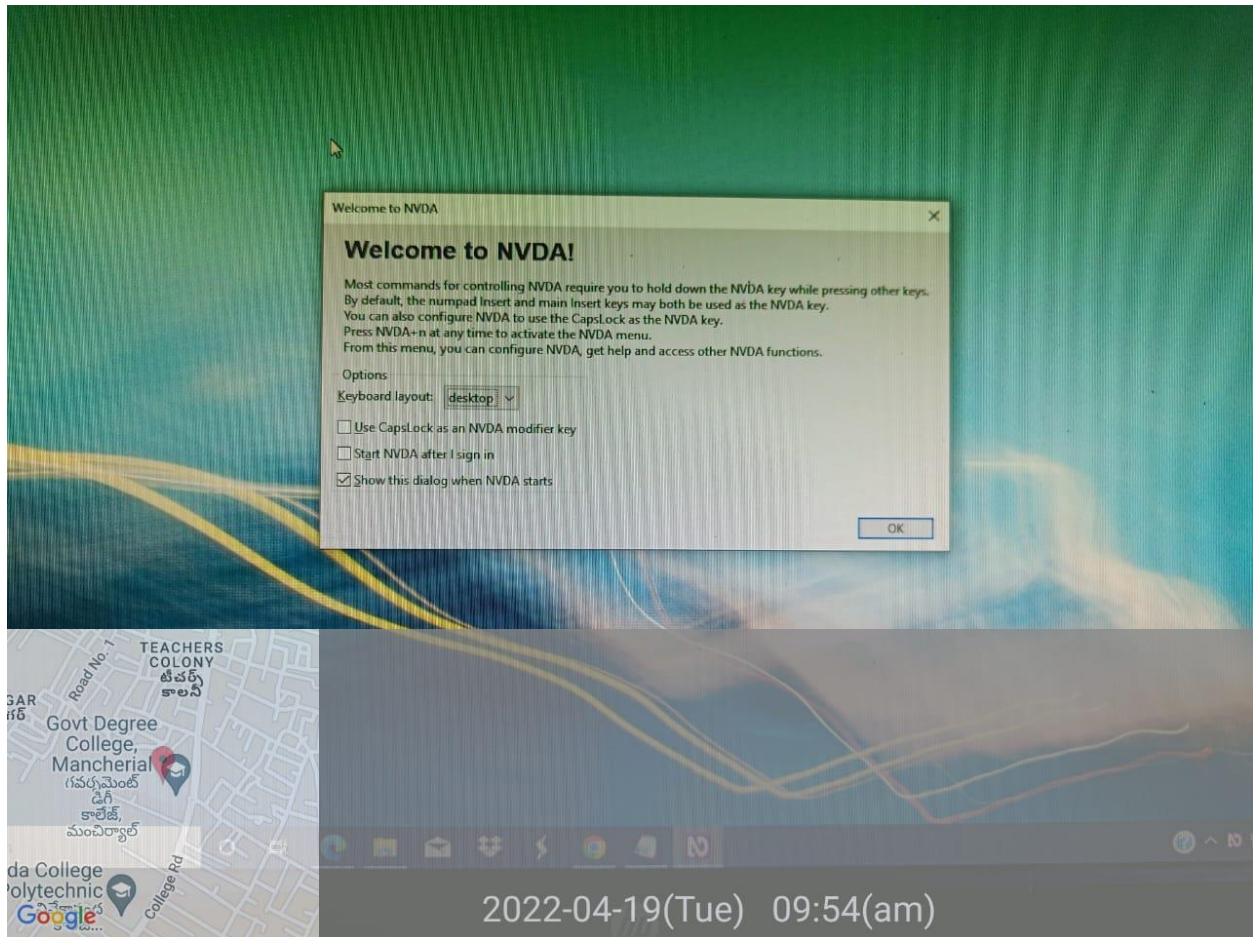 Welcome to NVDA
Welcome to NVDA!
Most commands for controlling NVDA require you to hold down the NVDA key while pressing other keys.
By default, the numpad Insert and main Insert keys may both be used as the NVDA key.
You can also configure NVDA to use the CapsLock as the NVDA key.
Press NVDA+n at any time to activate the NVDA menu.
From this menu, you can configure NVDA, get help and access other NVDA functions.
Options
Keyboard layout: desktop
Use CapsLock as an NVDA modifier key
Start NVDA after I sign in
Show this dialog when NVDA starts
OK
Road No. 1
TEACHERS
COLONY
టీచర్స్
కాలనీ
GAR
గర్
Govt Degree
College,
Mancherial
గవర్నమెంట్
డిగ్రీ
కాలేజ్,
మంచిర్యాల్
da College
Polytechnic
College Rd
Google
2022-04-19(Tue) 09:54(am)